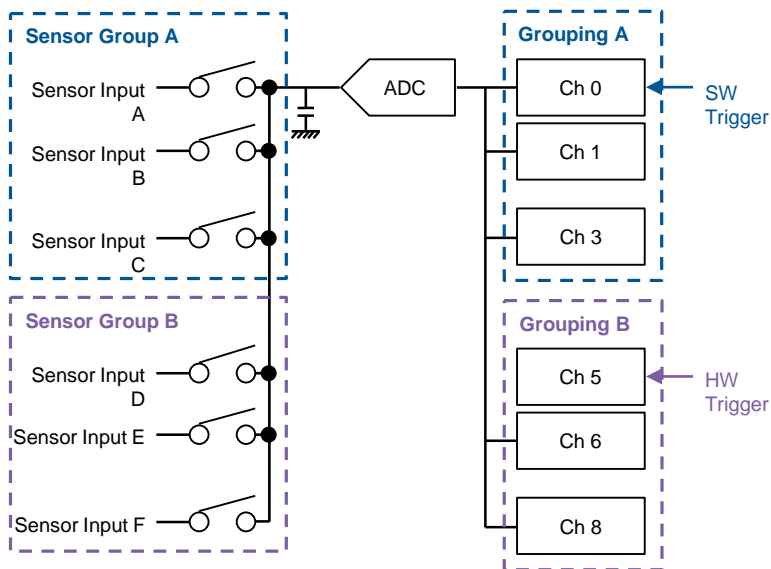 Sensor Group A
Sensor Input
A
Sensor Input
B
Sensor Input
C
Sensor Group B
Sensor Input
D
Sensor Input E
Sensor Input F
ADC
Grouping A
Ch 0
Ch 1
Ch 3
SW
Trigger
Grouping B
Ch 5
Ch 6
Ch 8
HW
Trigger